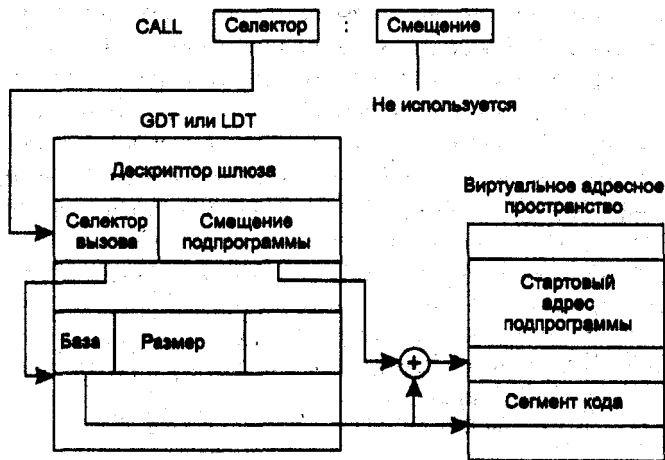 CALL Селектор : Смещение
Не используется
GDT или LDT
Дескриптор шлюза
Селектор
вызова
Смещение
подпрограммы
База
Размер
Виртуальное адресное
пространство
Стартовый
адрес
подпрограммы
+
Сегмент кода